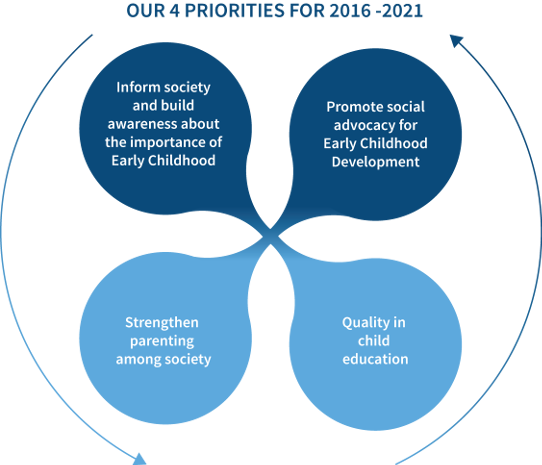 OUR 4 PRIORITIES FOR 2016 -2021
Inform society
and build
awareness about
the importance of
Early Childhood
Promote social
advocacy for
Early Childhood
Development
Strengthen
parenting
among society
Quality in
child
education